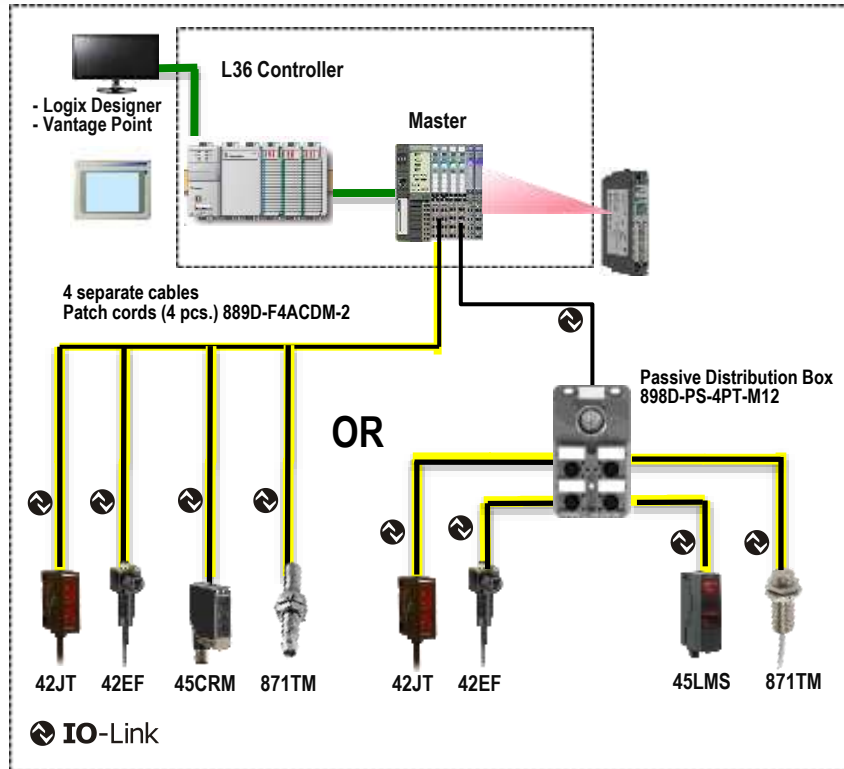 L36 Controller
- Logix Designer
- Vantage Point
Master
4 separate cables
Patch cords (4 pcs.) 889D-F4ACDM-2
Passive Distribution Box
898D-PS-4PT-M12
OR
42JT
42EF
45CRM
871TM
42JT
42EF
45LMS
871TM
IO-Link